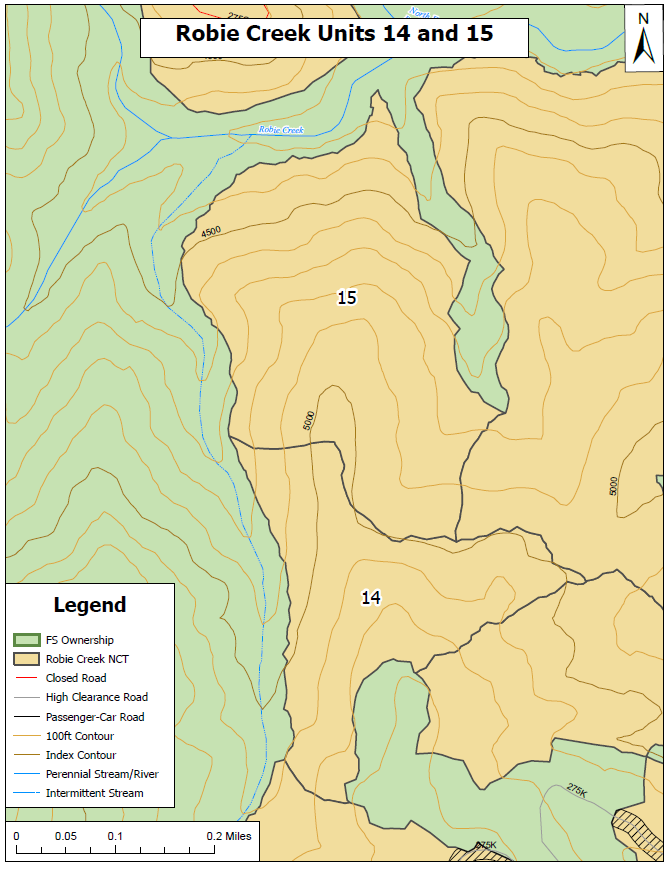 Robie Creek Units 14 and 15
N
Robie Creek
4500
15
5000
5000
14
Legend
FS Ownership
Robie Creek NCT
Closed Road
High Clearance Road
Passenger-Car Road
100ft Contour
Index Contour
Perennial Stream/River
Intermittent Stream
275K
0 0.05 0.1 0.2 Miles
275K